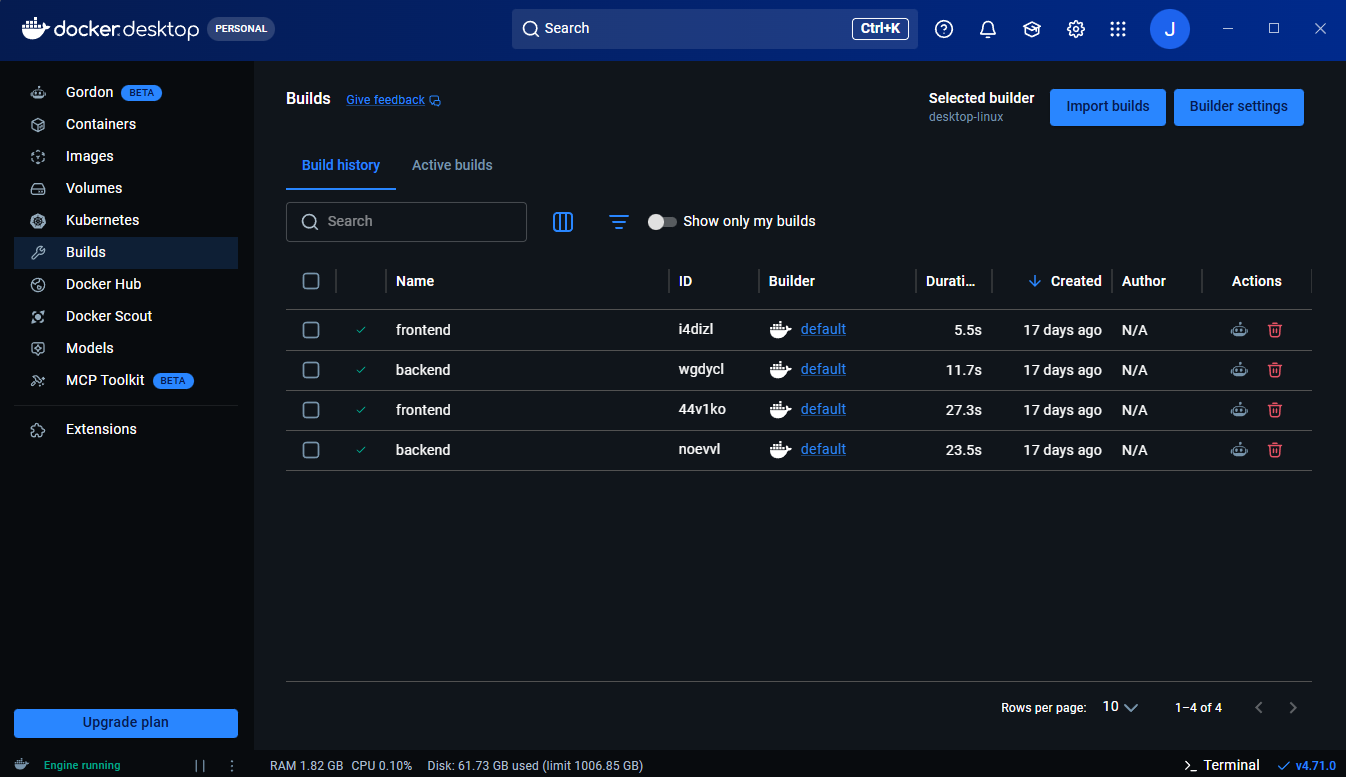 docker.desktop PERSONAL
Search Ctrl+K
J
Gordon BETA
Containers
Images
Volumes
Kubernetes
Builds
Docker Hub
Docker Scout
Models
MCP Toolkit BETA
Extensions
Upgrade plan
Builds Give feedback
Selected builder
desktop-linux
Import builds
Builder settings
Build history Active builds
Search Show only my builds
Name ID Builder Durati... Created Author Actions
frontend i4dizl default 5.5s 17 days ago N/A
backend wgdycl default 11.7s 17 days ago N/A
frontend 44v1ko default 27.3s 17 days ago N/A
backend noevvl default 23.5s 17 days ago N/A
Rows per page: 10 1–4 of 4
Engine running RAM 1.82 GB CPU 0.10% Disk: 61.73 GB used (limit 1006.85 GB) >_ Terminal v4.71.0